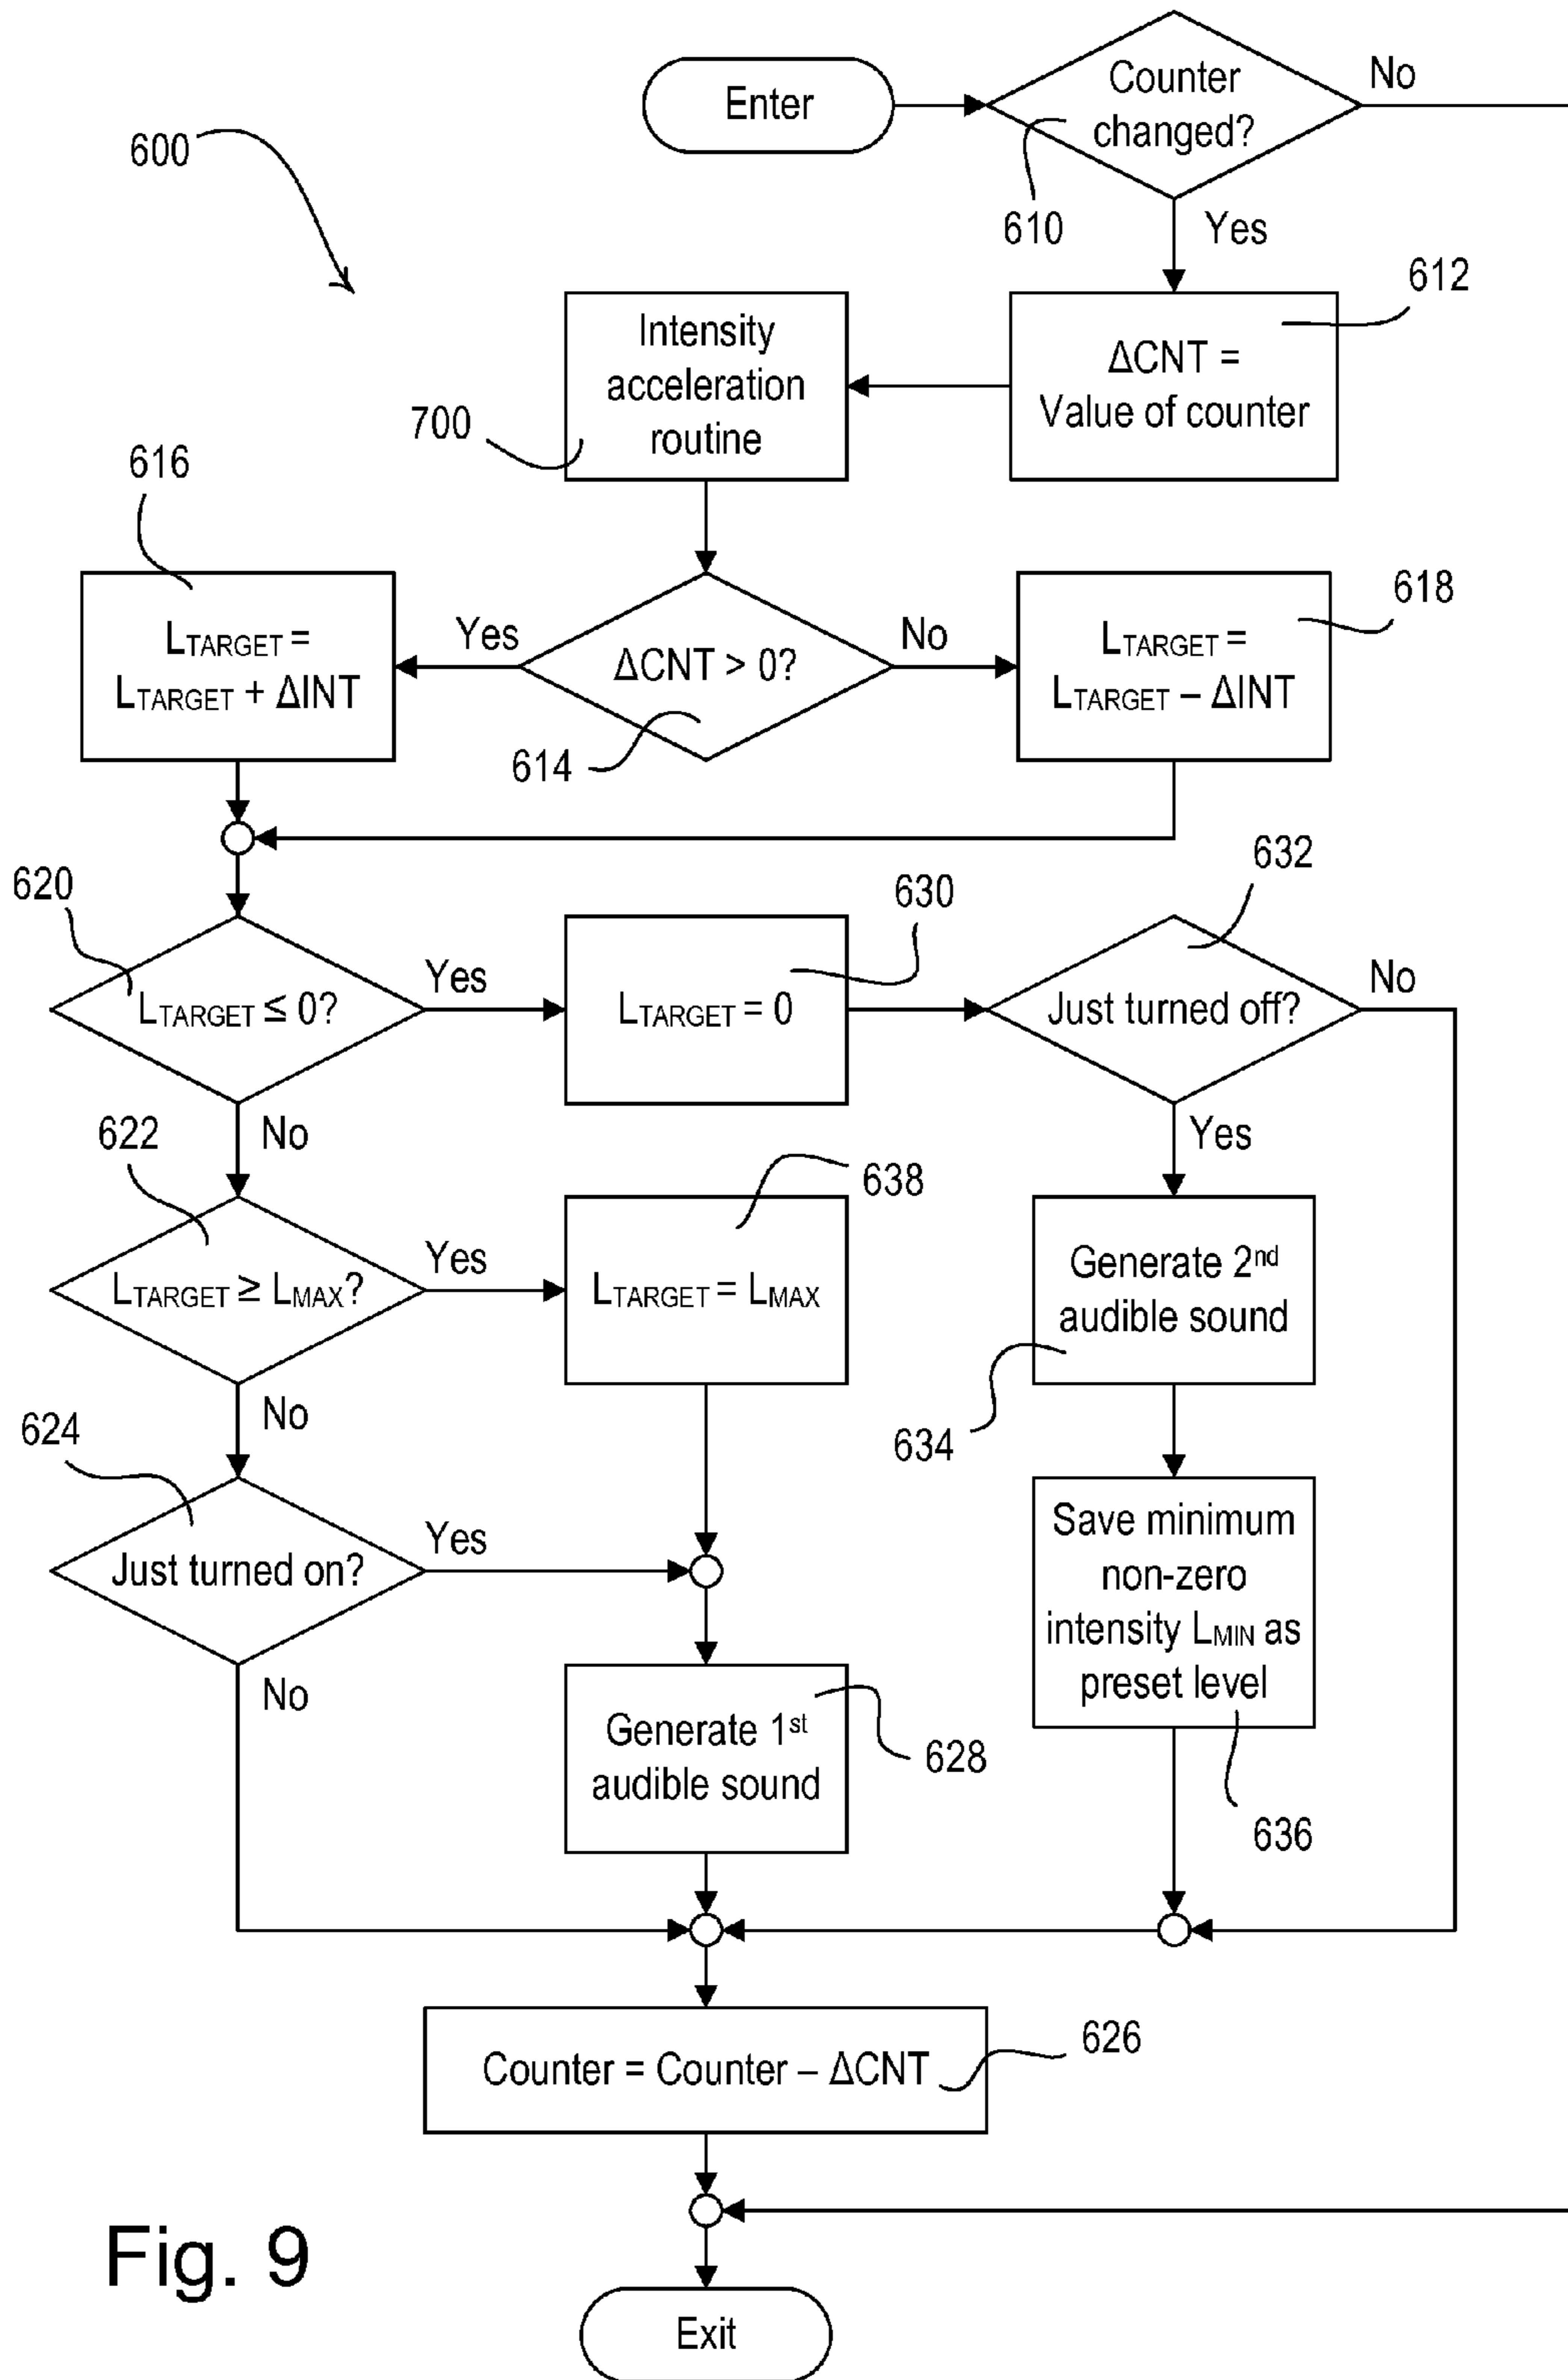 Enter
Counter
changed?
No
600
610
Yes
612
Intensity
acceleration
routine
ΔCNT =
Value of counter
700
616
618
LTARGET =
LTARGET + ΔINT
Yes
ΔCNT > 0?
No
LTARGET =
LTARGET – ΔINT
614
632
620
630
LTARGET ≤ 0?
Yes
LTARGET = 0
Just turned off?
No
622
No
Yes
638
LTARGET ≥ LMAX?
Yes
LTARGET = LMAX
Generate 2nd
audible sound
624
No
634
Just turned on?
Yes
Save minimum
non-zero
intensity LMIN as
preset level
No
Generate 1st
audible sound
628
636
Counter = Counter – ΔCNT
626
Fig. 9
Exit